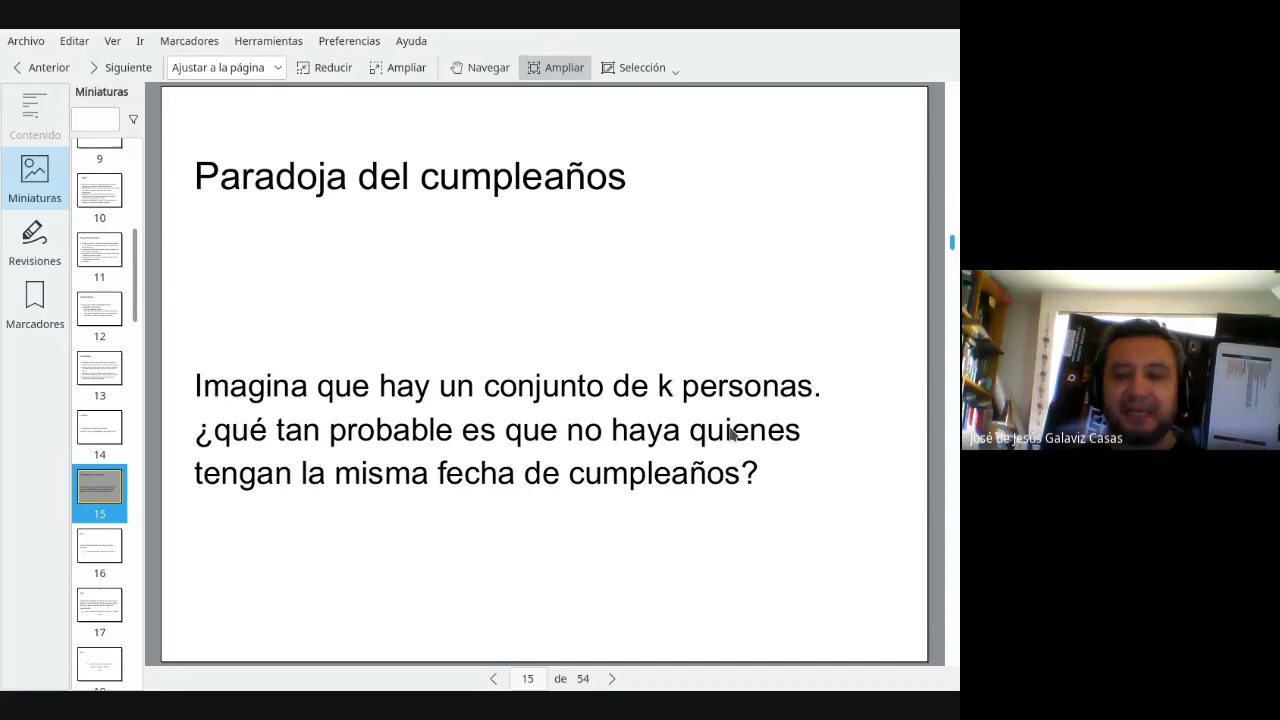 Archivo Editar Ver Ir Marcadores Herramientas Preferencias Ayuda
Anterior Siguiente Ajustar a la página Reducir Ampliar Navegar Ampliar Selección
Contenido
Miniaturas
Revisiones
Marcadores
Miniaturas
9
10
11
12
13
14
15
16
17
Paradoja del cumpleaños
Imagina que hay un conjunto de k personas.
¿qué tan probable es que no haya quienes
tengan la misma fecha de cumpleaños?
15 de 54
José de Jesús Galaviz Casas